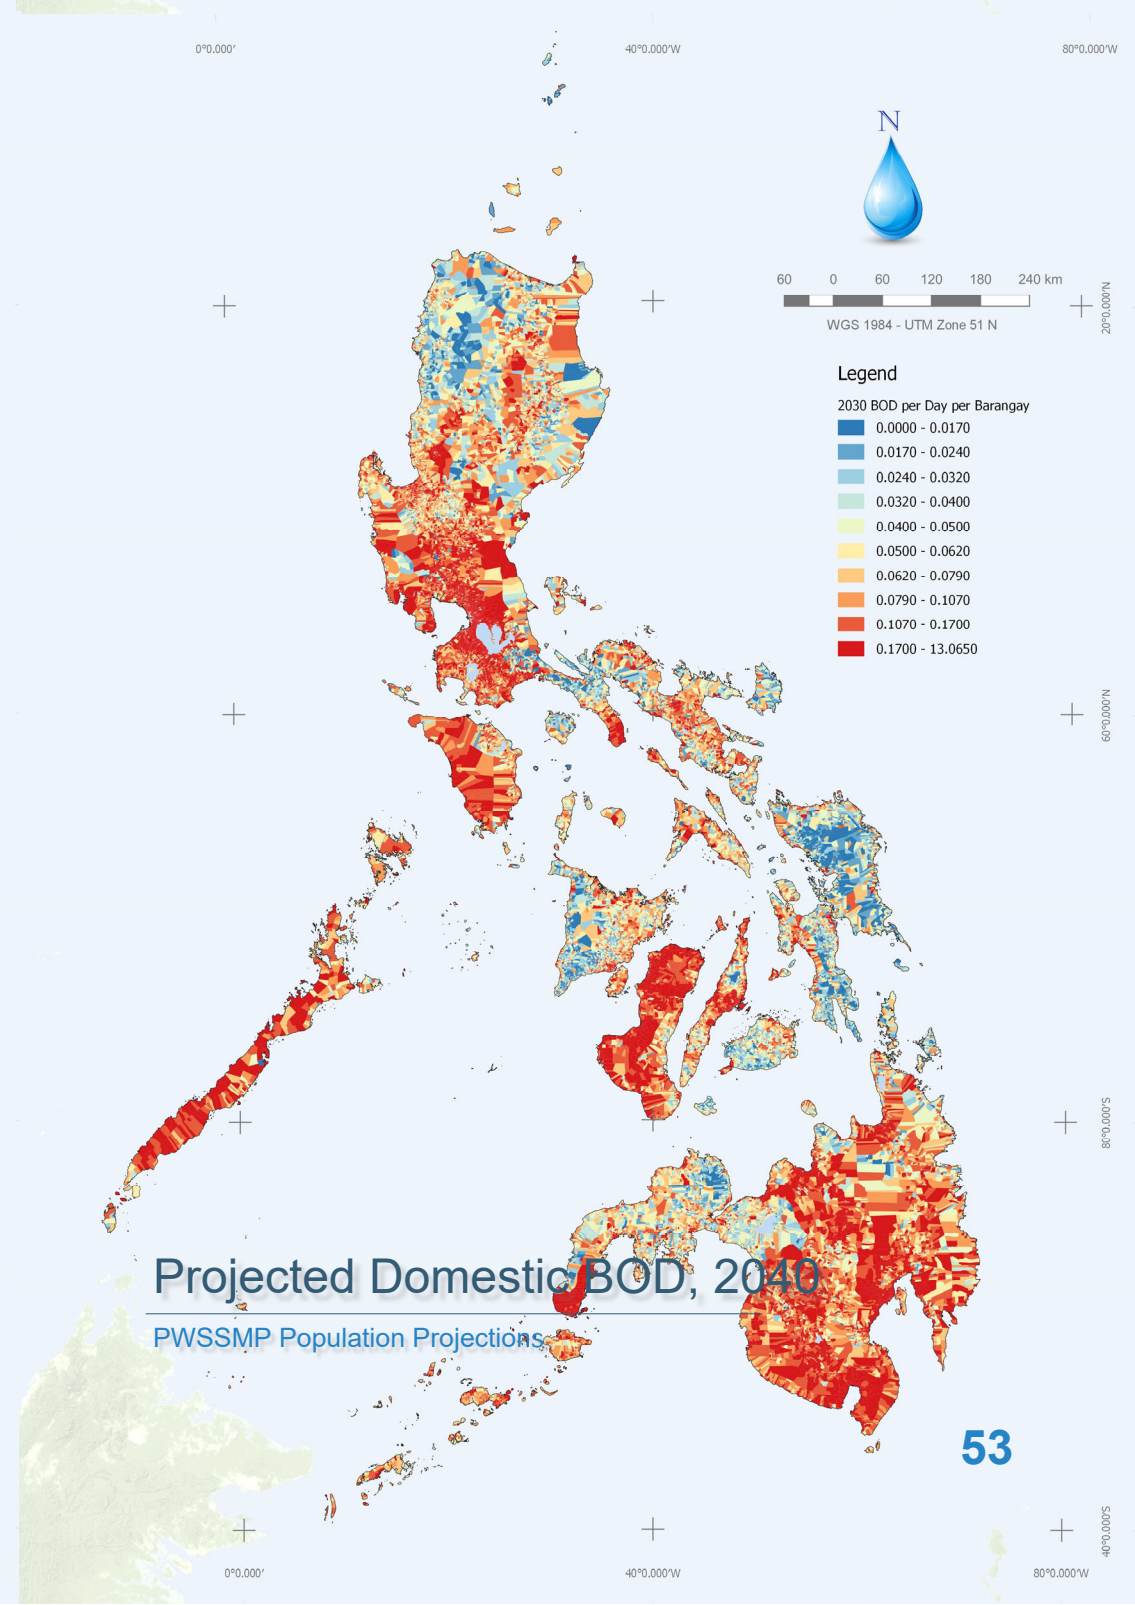 0°0.000′ 40°0.000′W 80°0.000′W
N
60 0 60 120 180 240 km
20°0.000′N
WGS 1984 - UTM Zone 51 N
Legend
2030 BOD per Day per Barangay
0.0000 - 0.0170
0.0170 - 0.0240
0.0240 - 0.0320
0.0320 - 0.0400
0.0400 - 0.0500
0.0500 - 0.0620
0.0620 - 0.0790
0.0790 - 0.1070
0.1070 - 0.1700
0.1700 - 13.0650
60°0.000′N
80°0.000′S
Projected Domestic BOD, 2040
PWSSMP Population Projections
53
40°0.000′S
0°0.000′ 40°0.000′W 80°0.000′W